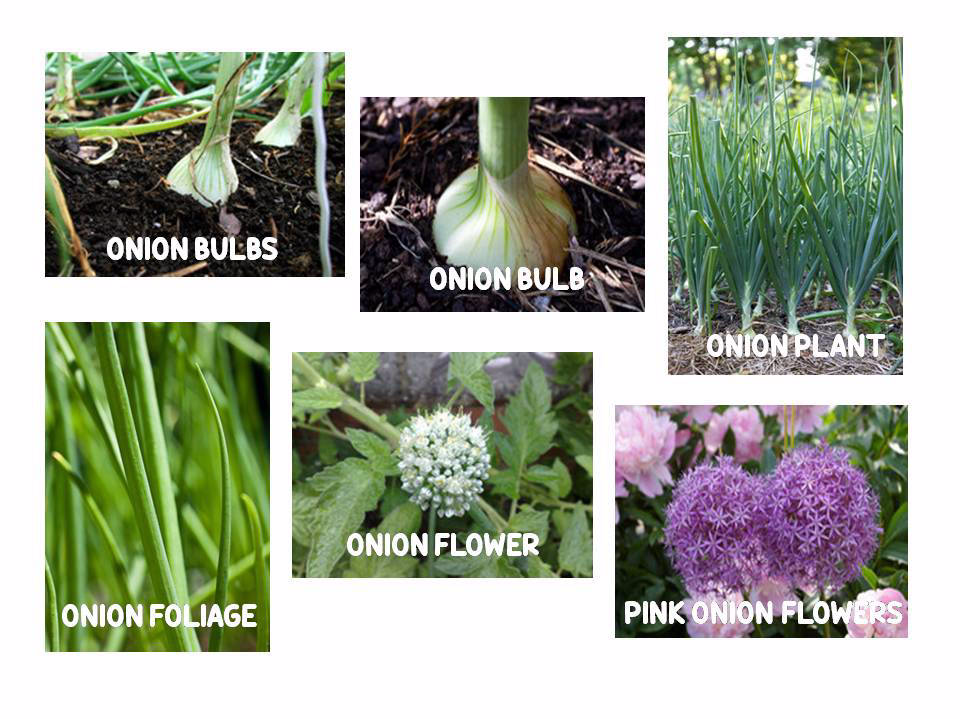 ONION BULBS
ONION BULB
ONION PLANT
ONION FOLIAGE
ONION FLOWER
PINK ONION FLOWERS